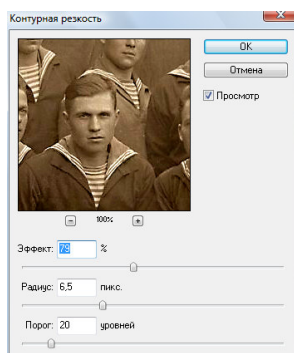 Контурная резкость
OK
Отмена
Просмотр
100%
Эффект: 79 %
Радиус: 6,5 пикс.
Порог: 20 уровней